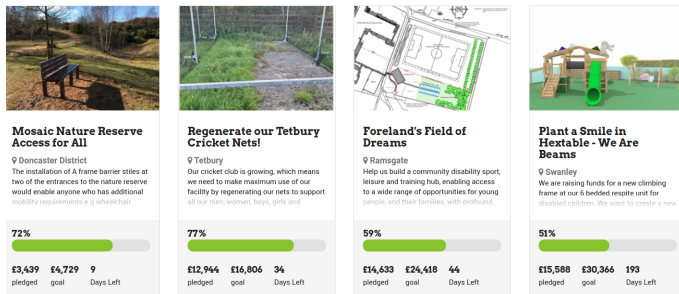 Mosaic Nature Reserve
Access for All
Doncaster District
The installation of A frame barrier stiles at
two of the entrances to the nature reserve
would enable anyone who has additional
mobility requirements e.g wheelchair
72%
£3,439 £4,729 9
pledged goal Days Left
Regenerate our Tetbury
Cricket Nets!
Tetbury
Our cricket club is growing, which means
we need to make maximum use of our
facility by regenerating our nets to support
all our men, women, boys, girls and
77%
£12,944 £16,806 34
pledged goal Days Left
Foreland's Field of
Dreams
Ramsgate
Help us build a community disability sport,
leisure and training hub, enabling access
to a wide range of opportunities for young
people, and their families, with profound,
59%
£14,633 £24,418 44
pledged goal Days Left
Plant a Smile in
Hextable - We Are
Beams
Swanley
We are raising funds for a new climbing
frame at our 6 bedded respite unit for
disabled children. We want to create a new
51%
£15,588 £30,366 193
pledged goal Days Left